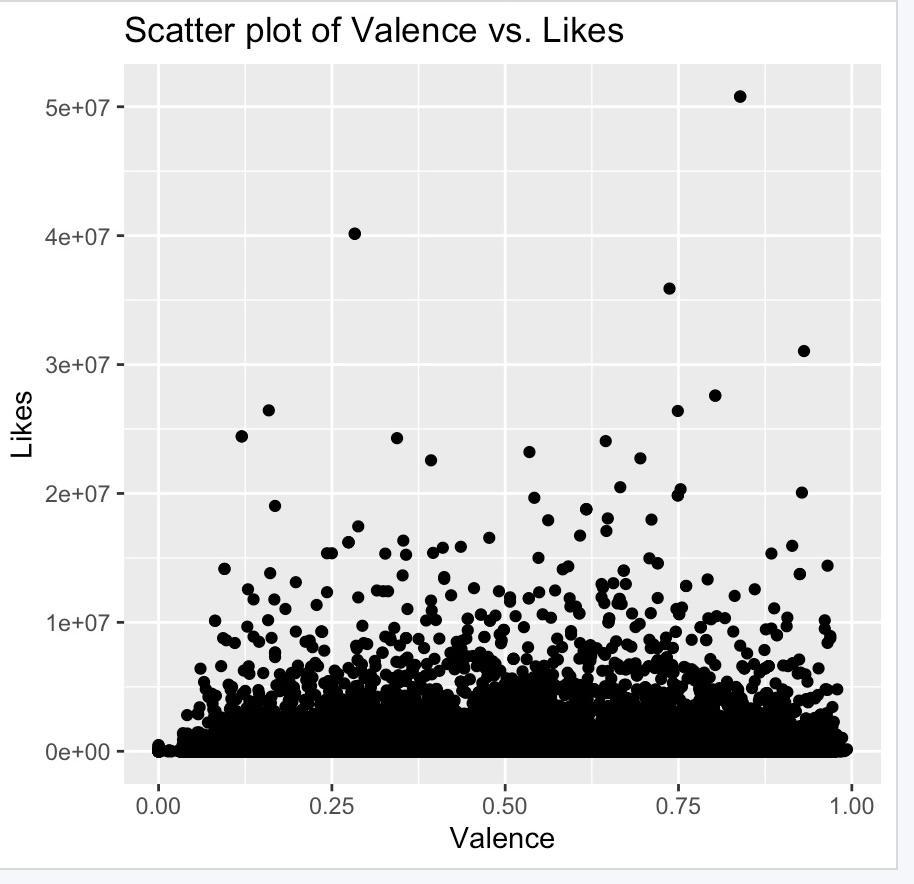 Scatter plot of Valence vs. Likes
5e+07
4e+07
3e+07
Likes
2e+07
1e+07
0e+00
0.00 0.25 0.50 0.75 1.00
Valence